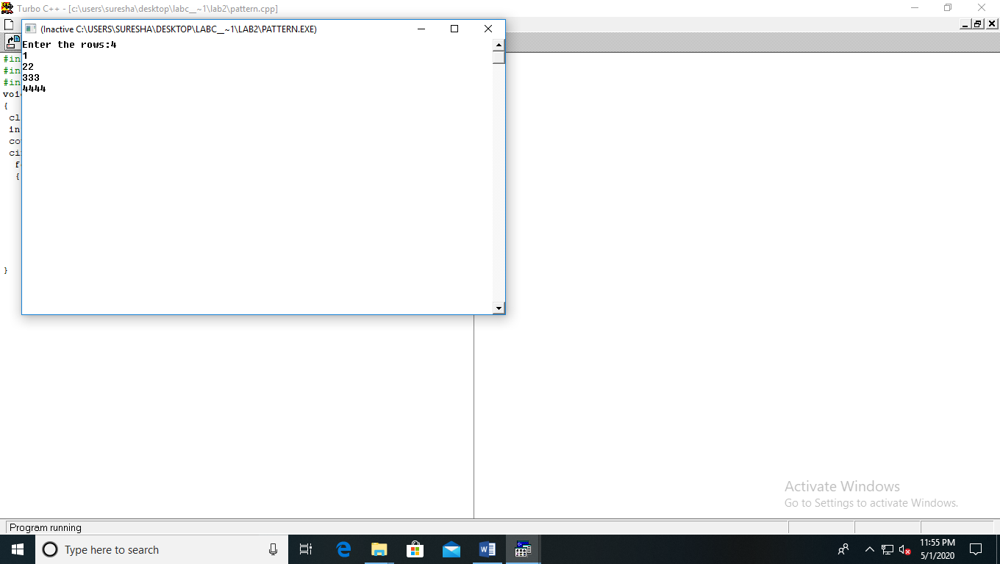 Turbo C++ - [c:\users\suresha\desktop\labc__~1\lab2\pattern.cpp]
(Inactive C:\USERS\SURESHA\DESKTOP\LABC__~1\LAB2\PATTERN.EXE)
Enter the rows:4
1
22
333
4444
#in
#in
#in
voi
{
cl
in
co
ci
f
{
}
Activate Windows
Go to Settings to activate Windows.
Program running
Type here to search
11:55 PM
5/1/2020